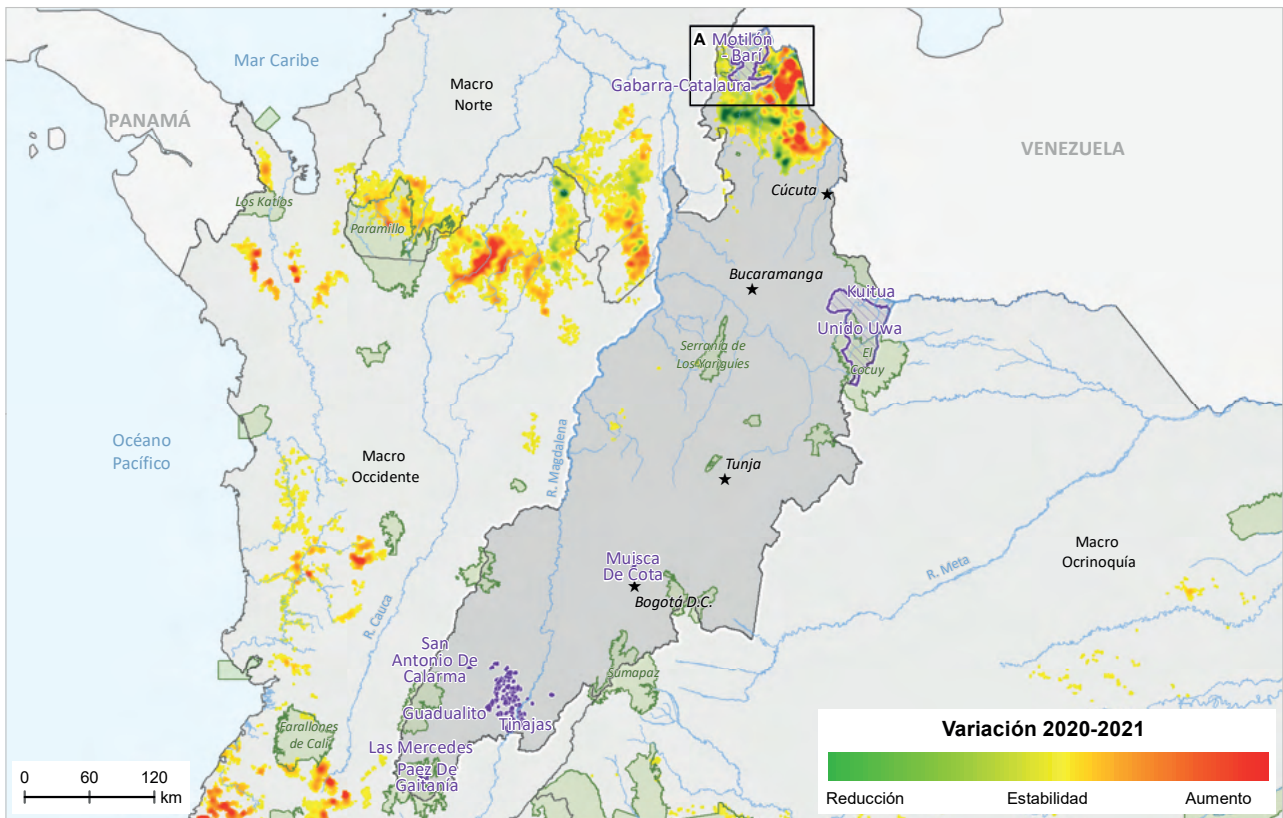 A
Motilón
- Barí
Gabarra-Catalaura
Mar Caribe
Macro
Norte
PANAMÁ
VENEZUELA
Cúcuta
Los Katíos
Paramillo
Bucaramanga
Kuitua
Unido Uwa
El
Cocuy
Serranía de
Los Yariguíes
Océano
Pacífico
Macro
Occidente
R. Magdalena
Tunja
Muisca
De Cota
Bogotá D.C.
R. Meta
Macro
Ocrinoquía
R. Cauca
San
Antonio De
Calarma
Sumapaz
Guadualito
Tinajas
Farallones
de Cali
Las Mercedes
Paez De
Gaitania
0 60 120
km
Variación 2020-2021
Reducción Estabilidad Aumento